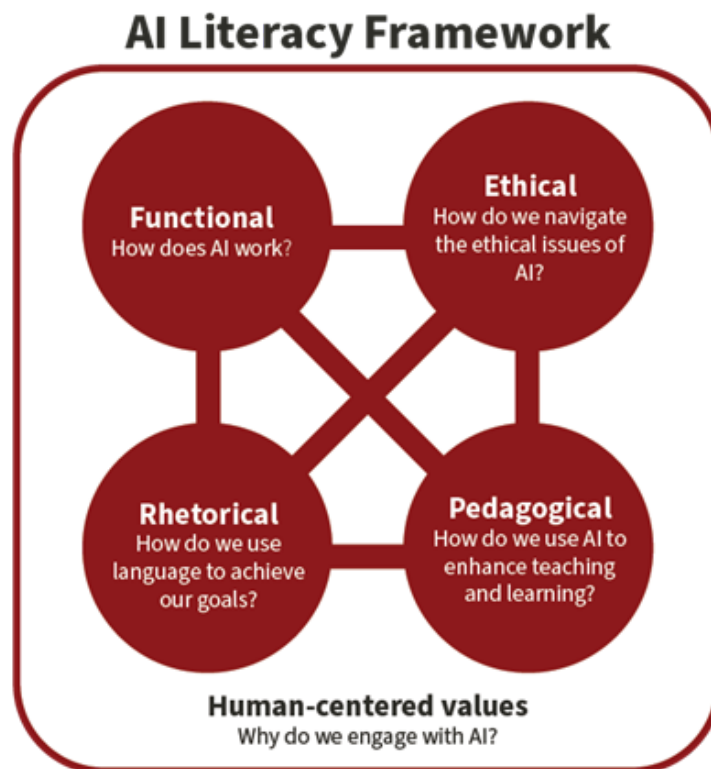 AI Literacy Framework
Functional
How does AI work?
Ethical
How do we navigate
the ethical issues of
AI?
Rhetorical
How do we use
language to achieve
our goals?
Pedagogical
How do we use AI to
enhance teaching
and learning?
Human-centered values
Why do we engage with AI?